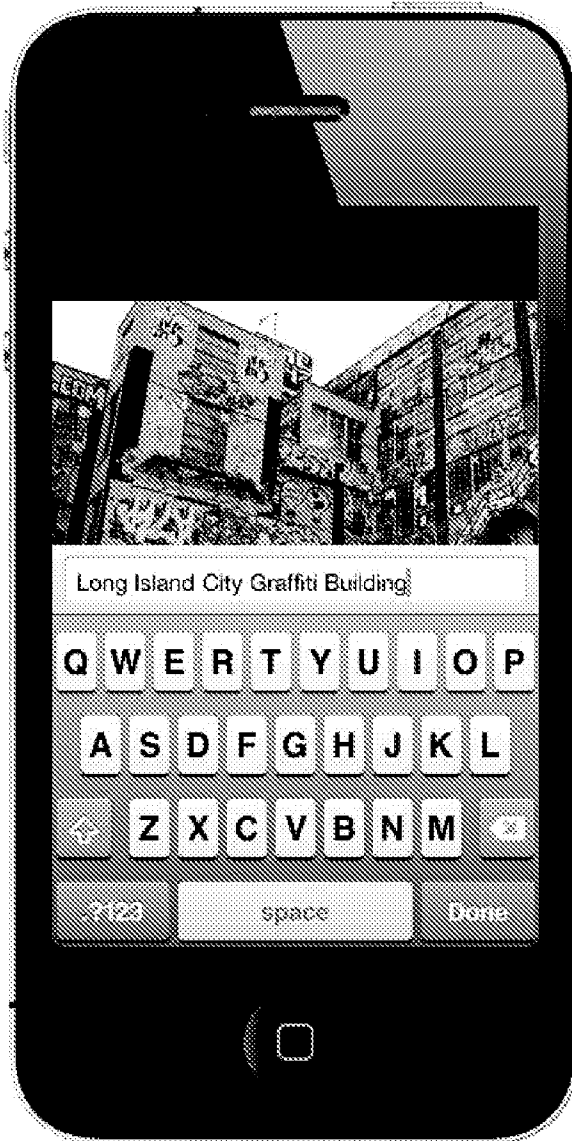 Long Island City Graffiti Building
Q W E R T Y U I O P
A S D F G H J K L
Z X C V B N M
.?123 space Done